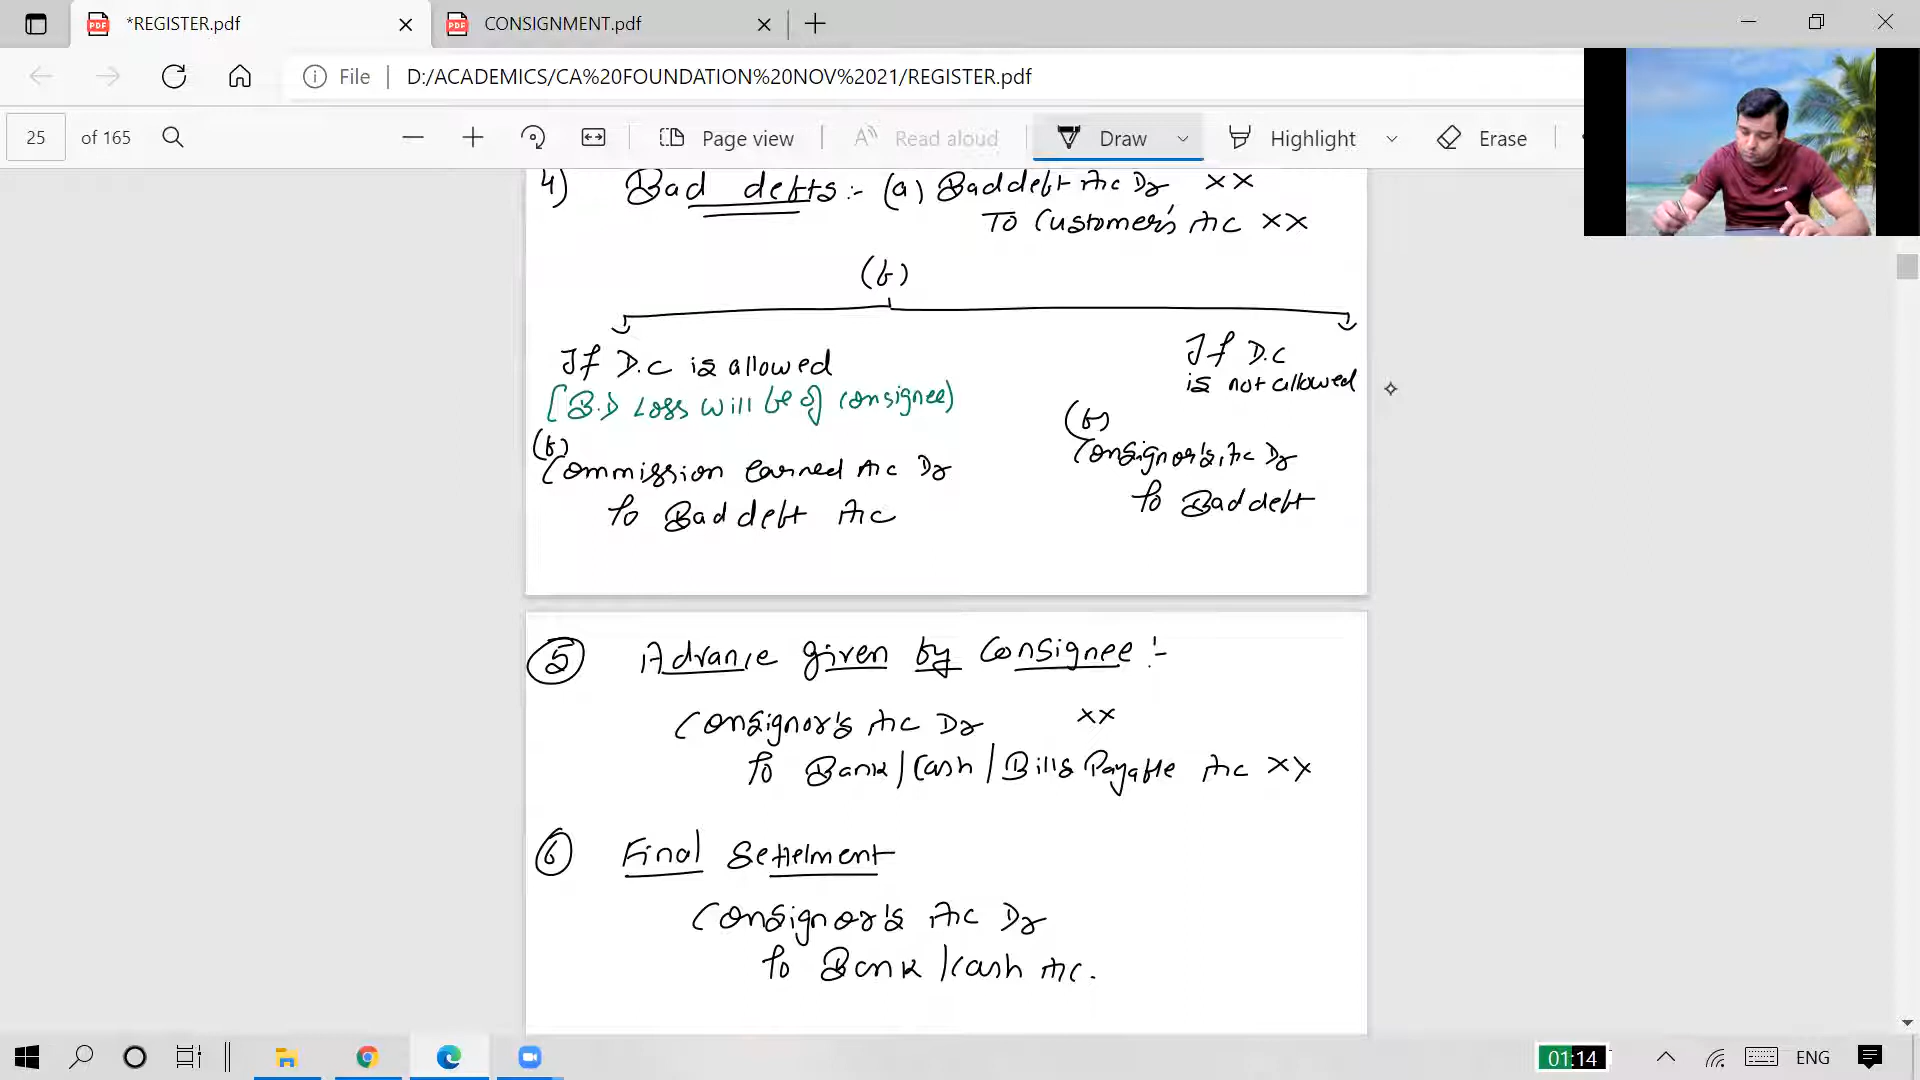 *REGISTER.pdf
CONSIGNMENT.pdf
File D:/ACADEMICS/CA%20FOUNDATION%20NOV%2021/REGISTER.pdf
25 of 165
Page view
Read aloud
Draw
Highlight
Erase
4) Bad debts :- (a) Bad debt A/c Dr xx
To Customer's A/c xx
(b)
If D.C is allowed
[B.D Loss will be of consignee)
(b)
Commission earned A/c Dr
To Bad debt A/c
If D.C
is not allowed
(b)
Consignor's A/c Dr
To Bad debt
5 Advance given by Consignee :-
Consignor's A/c Dr xx
To Bank/Cash/Bills Payable A/c xx
6 Final Settelment
Consignor's A/c Dr
To Bank/cash A/c.
01:14
ENG